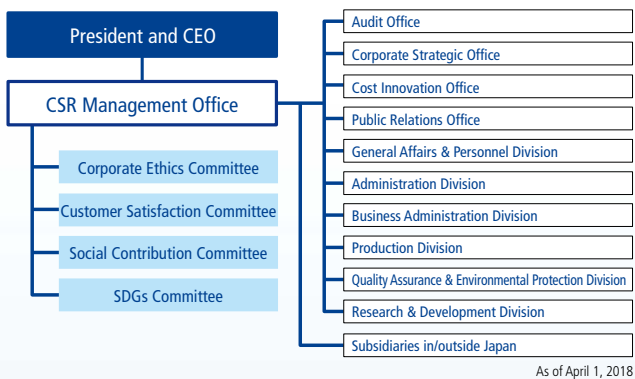 President and CEO
CSR Management Office
Corporate Ethics Committee
Customer Satisfaction Committee
Social Contribution Committee
SDGs Committee
Audit Office
Corporate Strategic Office
Cost Innovation Office
Public Relations Office
General Affairs & Personnel Division
Administration Division
Business Administration Division
Production Division
Quality Assurance & Environmental Protection Division
Research & Development Division
Subsidiaries in/outside Japan
As of April 1, 2018